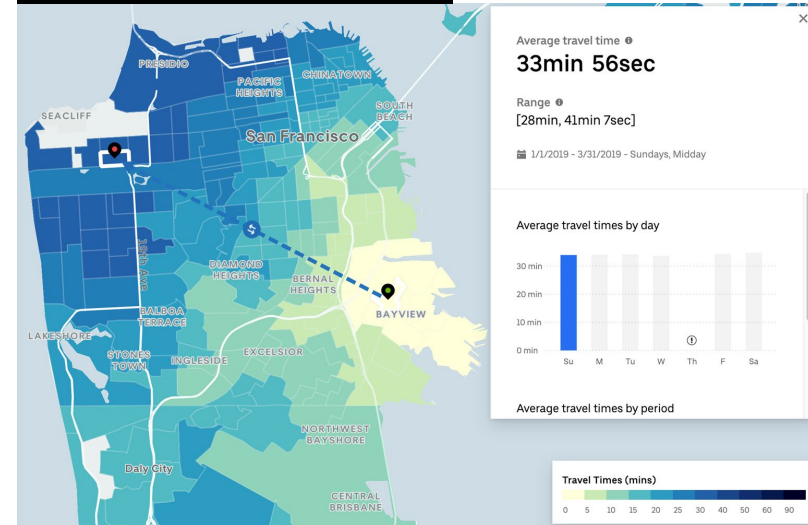 PRESIDIO
PACIFIC
HEIGHTS
CHINATOWN
SEACLIFF
SOUTH
BEACH
San Francisco
19th Ave
DIAMOND
HEIGHTS
BERNAL
HEIGHTS
BAYVIEW
BALBOA
TERRACE
LAKESHORE
STONES
TOWN
INGLESIDE
EXCELSIOR
NORTHWEST
BAYSHORE
Daly City
CENTRAL
BRISBANE
Average travel time
33min 56sec
Range
[28min, 41min 7sec]
1/1/2019 - 3/31/2019 - Sundays, Midday
Average travel times by day
30 min
20 min
10 min
0 min
Su M Tu W Th F Sa
Average travel times by period
Travel Times (mins)
0 5 10 15 20 25 30 40 50 60 90